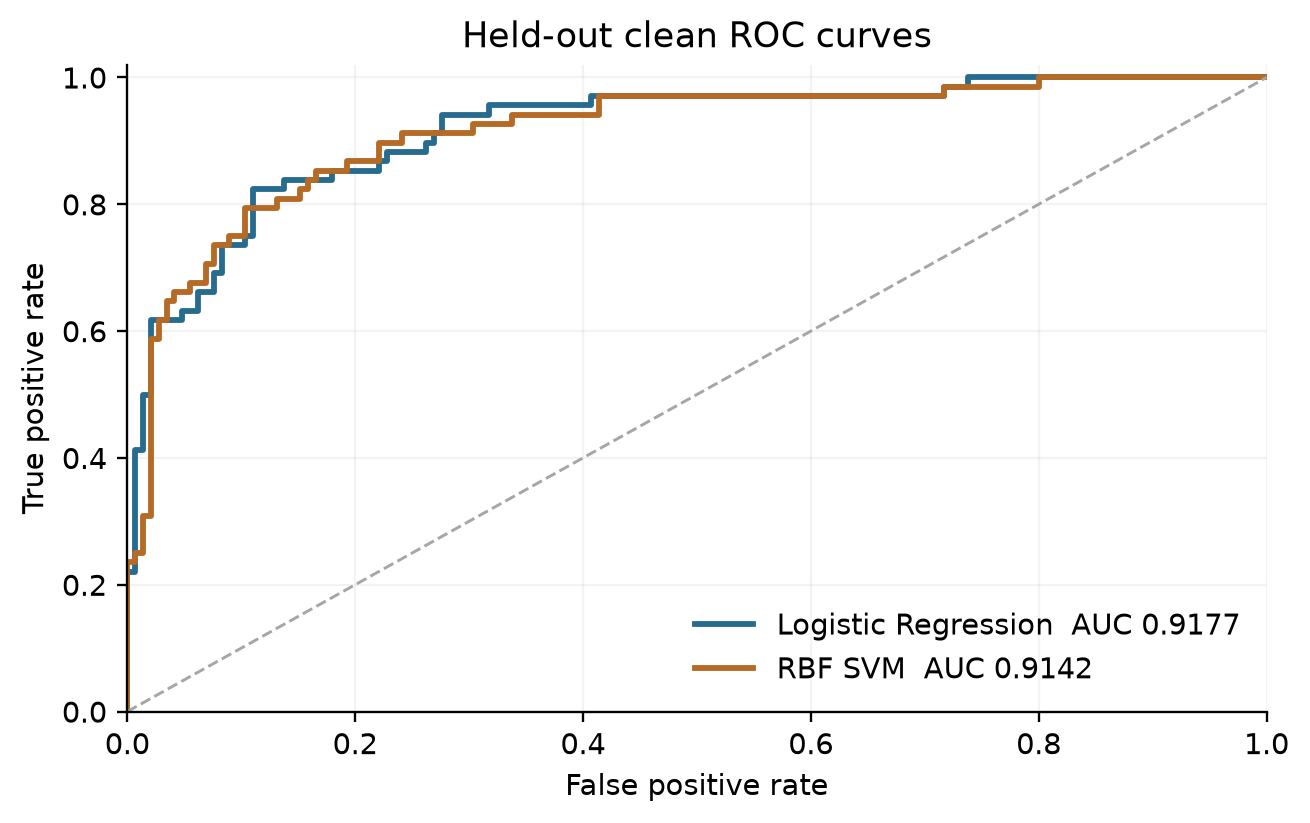 Held-out clean ROC curves
1.0
0.8
0.6
0.4
0.2
0.0
True positive rate
Logistic Regression AUC 0.9177
RBF SVM AUC 0.9142
0.0 0.2 0.4 0.6 0.8 1.0
False positive rate